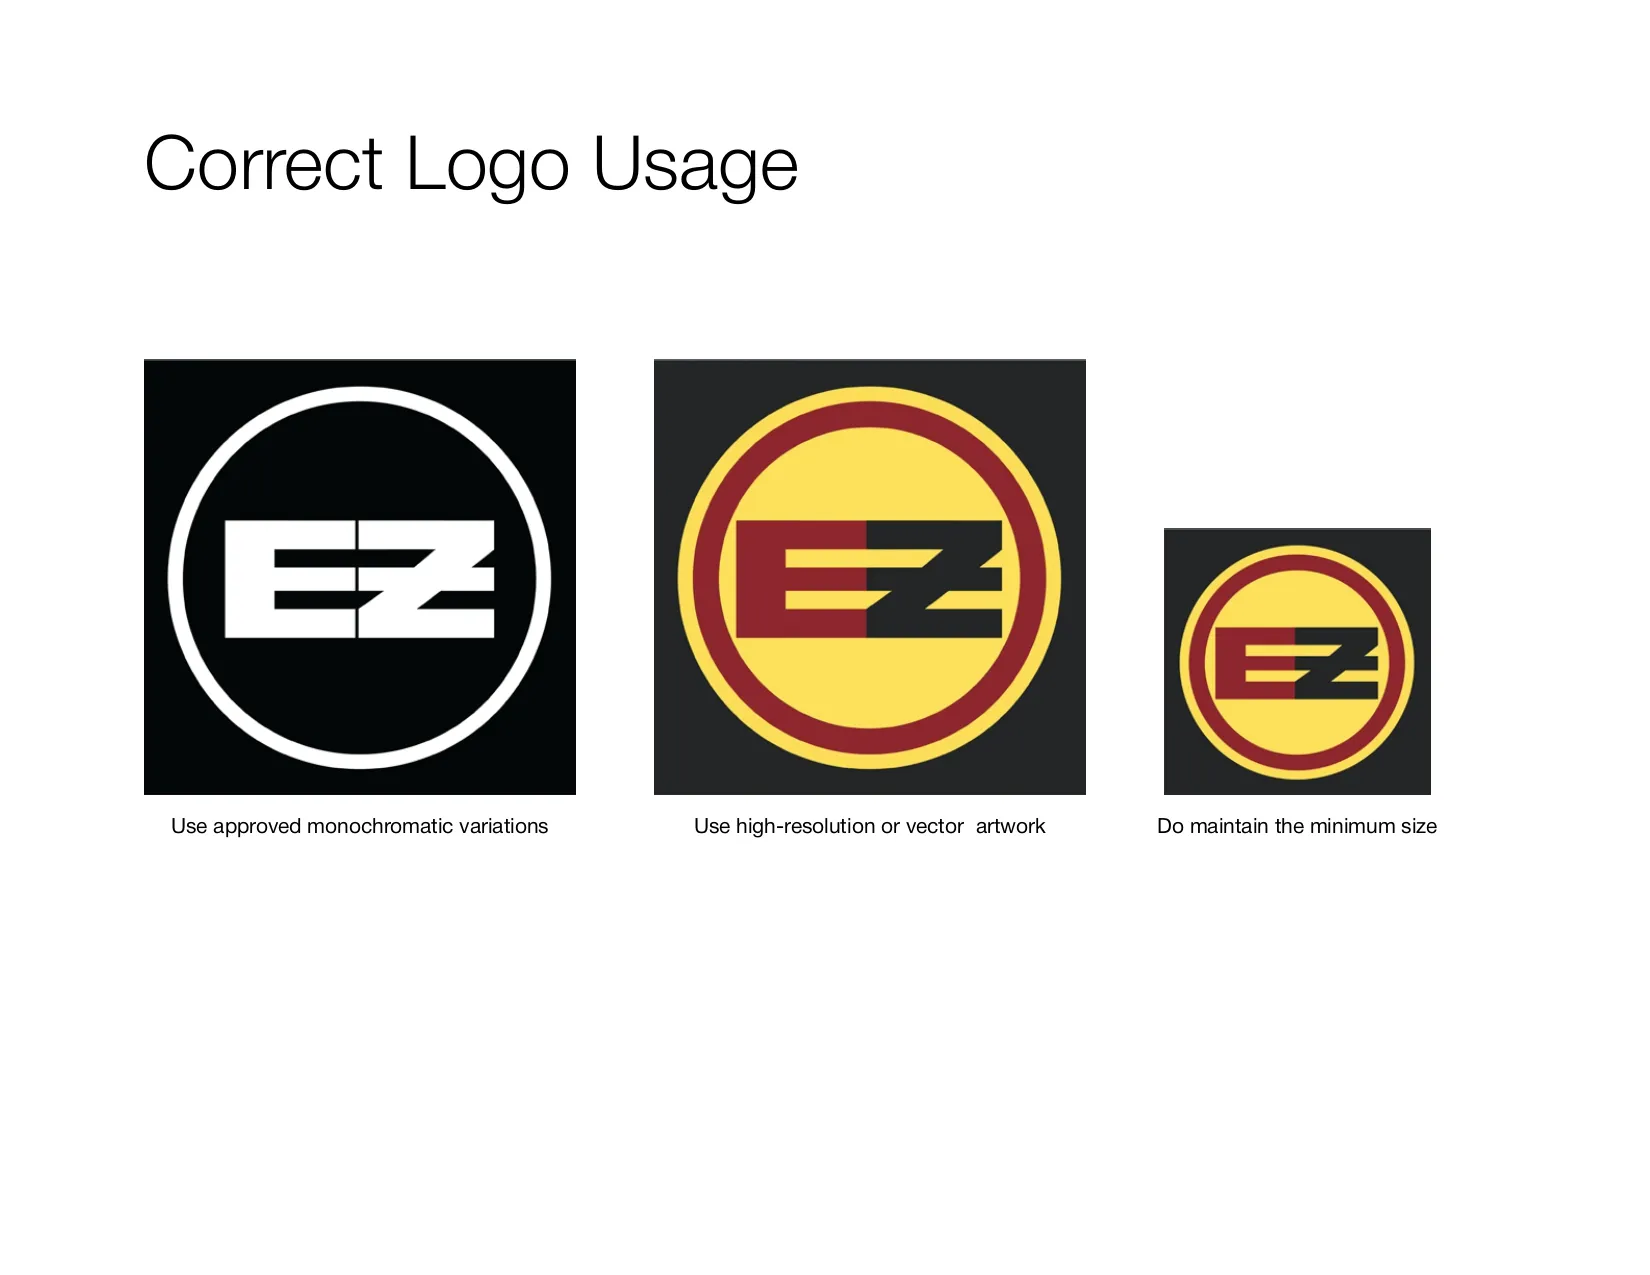 Correct Logo Usage
EZ
EZ
EZ
Use approved monochromatic variations
Use high-resolution or vector  artwork
Do maintain the minimum size